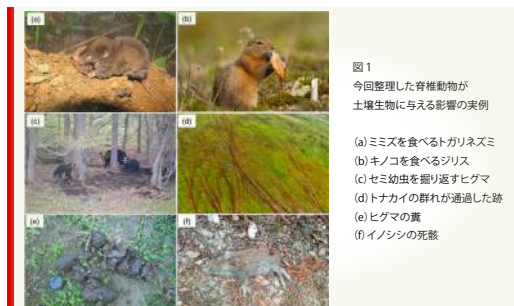 (a)
(b)
(c)
(d)
(e)
(f)
図1
今回整理した脊椎動物が
土壌生物に与える影響の実例
(a)ミミズを食べるトガリネズミ
(b)キノコを食べるジリス
(c)セミ幼虫を掘り返すヒグマ
(d)トナカイの群れが通過した跡
(e)ヒグマの糞
(f)イノシシの死骸